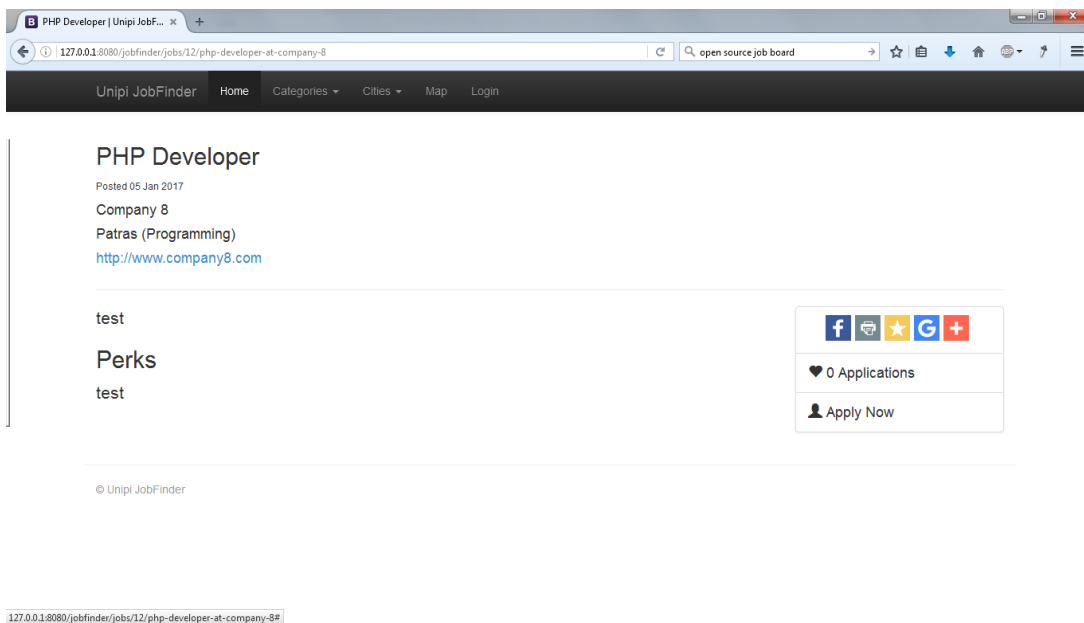 PHP Developer | Unipi JobF...
127.0.0.1:8080/jobfinder/jobs/12/php-developer-at-company-8
open source job board
Unipi JobFinder Home Categories Cities Map Login
PHP Developer
Posted 05 Jan 2017
Company 8
Patras (Programming)
http://www.company8.com
test
Perks
test
0 Applications
Apply Now
© Unipi JobFinder
127.0.0.1:8080/jobfinder/jobs/12/php-developer-at-company-8#